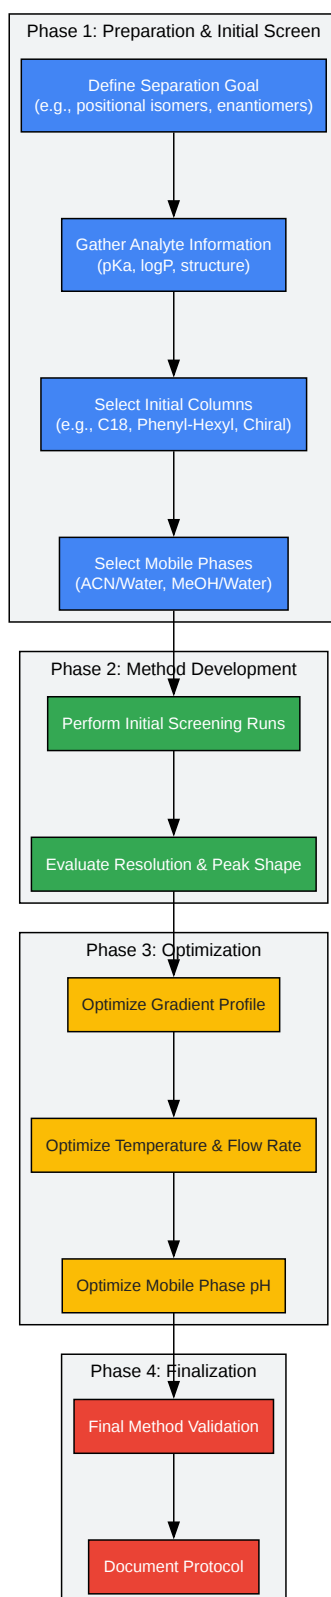 Phase 1: Preparation & Initial Screen
Define Separation Goal
(e.g., positional isomers, enantiomers)
Gather Analyte Information
(pKa, logP, structure)
Select Initial Columns
(e.g., C18, Phenyl-Hexyl, Chiral)
Select Mobile Phases
(ACN/Water, MeOH/Water)
Phase 2: Method Development
Perform Initial Screening Runs
Evaluate Resolution & Peak Shape
Phase 3: Optimization
Optimize Gradient Profile
Optimize Temperature & Flow Rate
Optimize Mobile Phase pH
Phase 4: Finalization
Final Method Validation
Document Protocol